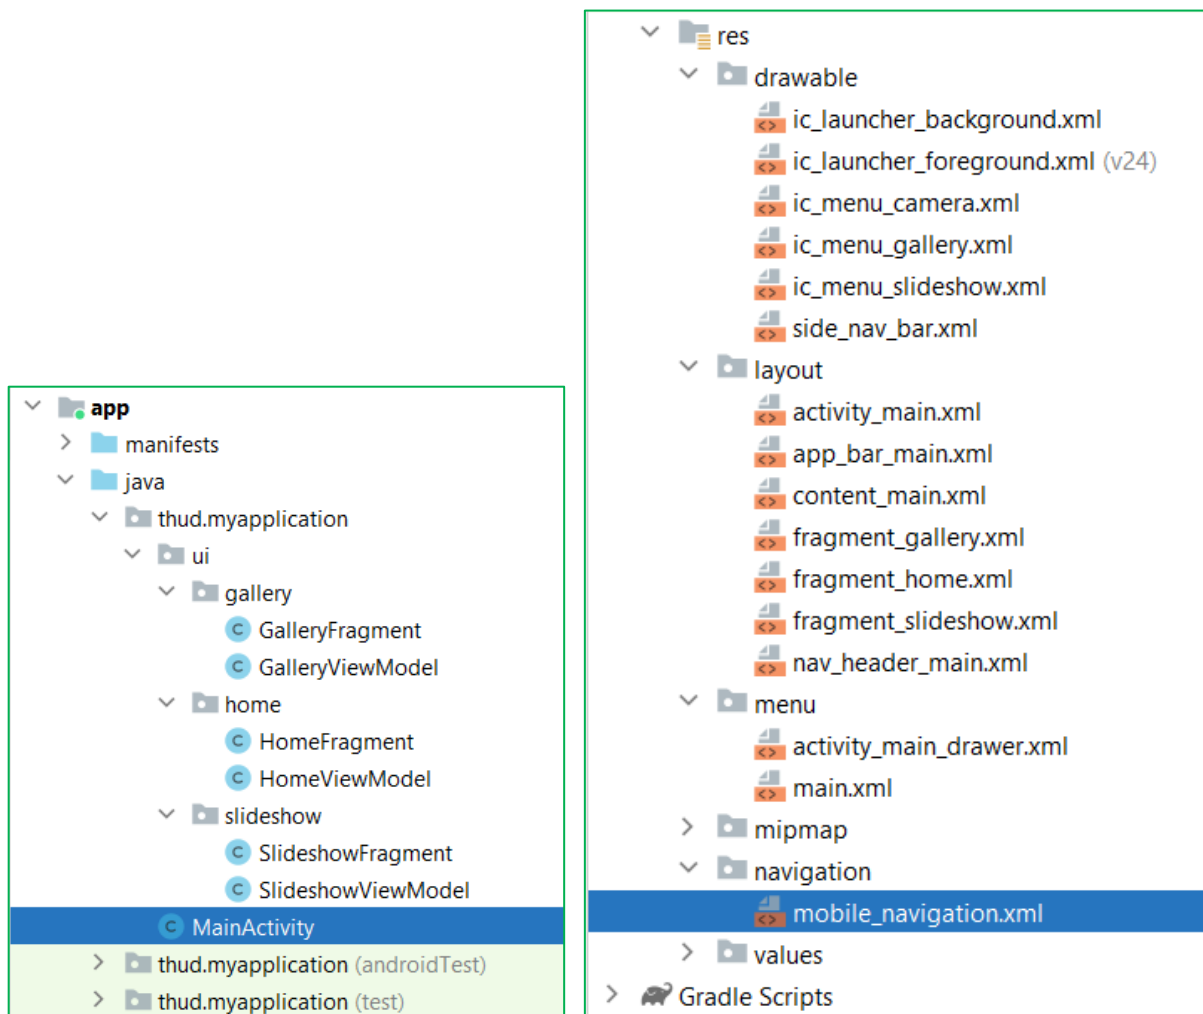 app
manifests
java
thud.myapplication
ui
gallery
GalleryFragment
GalleryViewModel
home
HomeFragment
HomeViewModel
slideshow
SlideshowFragment
SlideshowViewModel
MainActivity
thud.myapplication (androidTest)
thud.myapplication (test)
res
drawable
ic_launcher_background.xml
ic_launcher_foreground.xml (v24)
ic_menu_camera.xml
ic_menu_gallery.xml
ic_menu_slideshow.xml
side_nav_bar.xml
layout
activity_main.xml
app_bar_main.xml
content_main.xml
fragment_gallery.xml
fragment_home.xml
fragment_slideshow.xml
nav_header_main.xml
menu
activity_main_drawer.xml
main.xml
mipmap
navigation
mobile_navigation.xml
values
Gradle Scripts